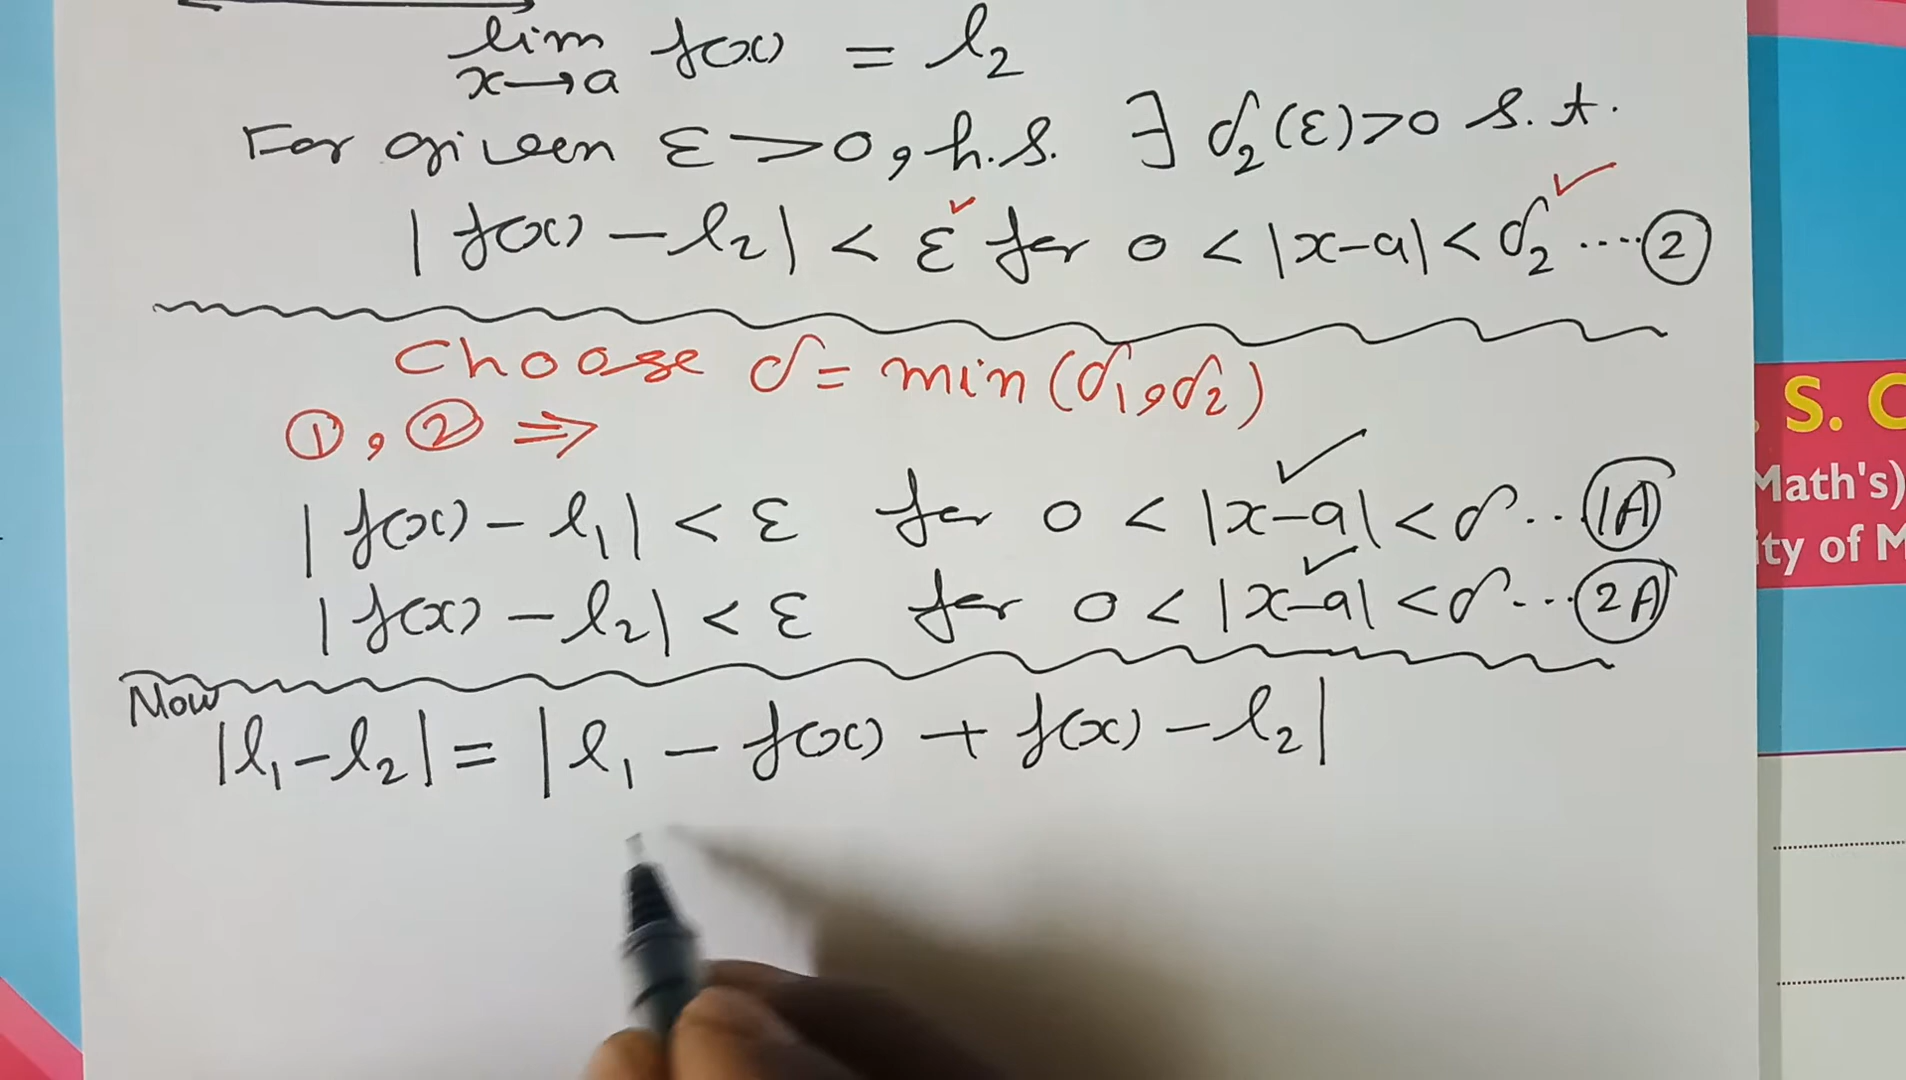 lim f(x) = l₂
x→a
For given ε > 0, h.s. ∃ δ₂(ε) > 0 s.t.
|f(x) - l₂| < ε for 0 < |x-a| < δ₂ .... ②
Choose δ = min(δ₁, δ₂)
①, ② ⇒
|f(x) - l₁| < ε for 0 < |x-a| < δ ... 1A
|f(x) - l₂| < ε for 0 < |x-a| < δ ... 2A
Now
|l₁ - l₂| = |l₁ - f(x) + f(x) - l₂|
. S. C
Math's)
ity of M